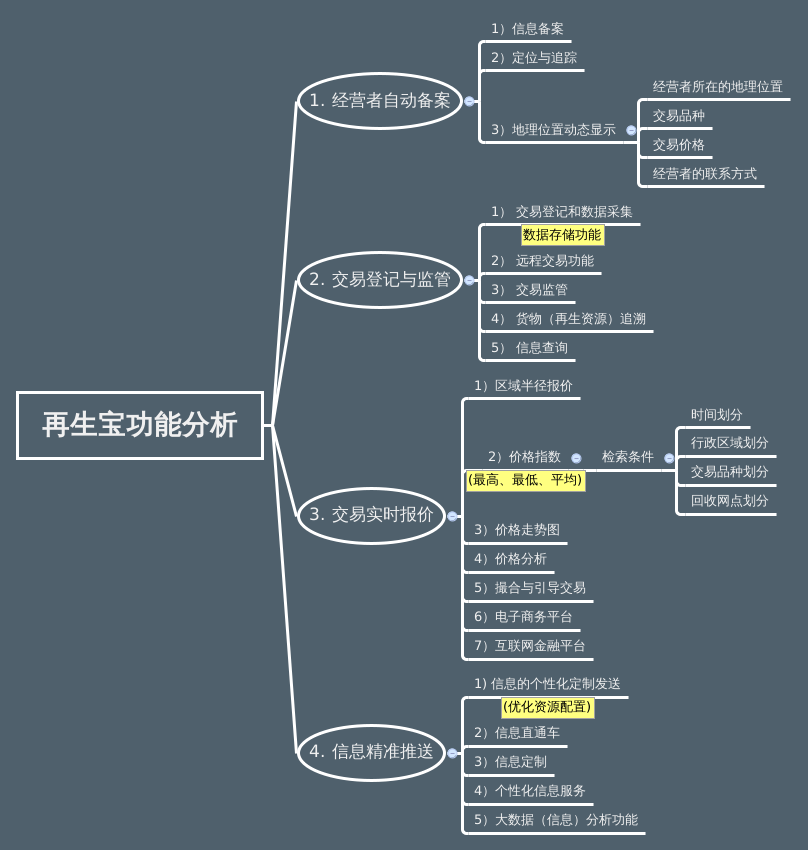 再生宝功能分析
1. 经营者自动备案
1）信息备案
2）定位与追踪
3）地理位置动态显示
经营者所在的地理位置
交易品种
交易价格
经营者的联系方式
2. 交易登记与监管
1） 交易登记和数据采集
数据存储功能
2） 远程交易功能
3） 交易监管
4） 货物（再生资源）追溯
5） 信息查询
3. 交易实时报价
1）区域半径报价
2）价格指数
(最高、最低、平均)
检索条件
时间划分
行政区域划分
交易品种划分
回收网点划分
3）价格走势图
4）价格分析
5）撮合与引导交易
6）电子商务平台
7）互联网金融平台
4. 信息精准推送
1) 信息的个性化定制发送
(优化资源配置)
2）信息直通车
3）信息定制
4）个性化信息服务
5）大数据（信息）分析功能